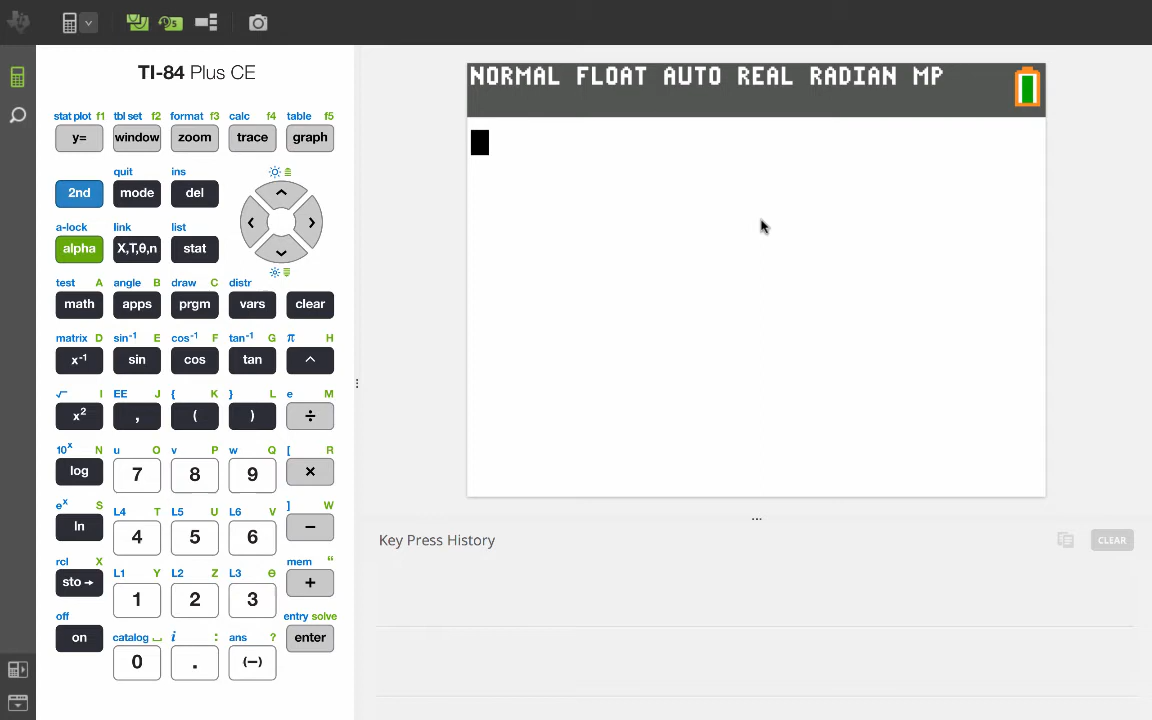 TI-84 Plus CE
NORMAL FLOAT AUTO REAL RADIAN MP
stat plot f1 tbl set f2 format f3 calc f4 table f5
y= window zoom trace graph
quit ins
2nd mode del
a-lock link list
alpha X,T,θ,n stat
test A angle B draw C distr
math apps prgm vars clear
matrix D sin-1 E cos-1 F tan-1 G π H
x-1 sin cos tan ^
√ I EE J { K } L e M
x2 , ( ) ÷
10x N u O v P w Q [ R
log 7 8 9 ×
ex S L4 T L5 U L6 V ] W
ln 4 5 6 −
rcl X L1 Y L2 Z L3 θ mem “
sto→ 1 2 3 +
off catalog ⎵ i : ans ? entry solve
on 0 . (−) enter
5
Key Press History
CLEAR